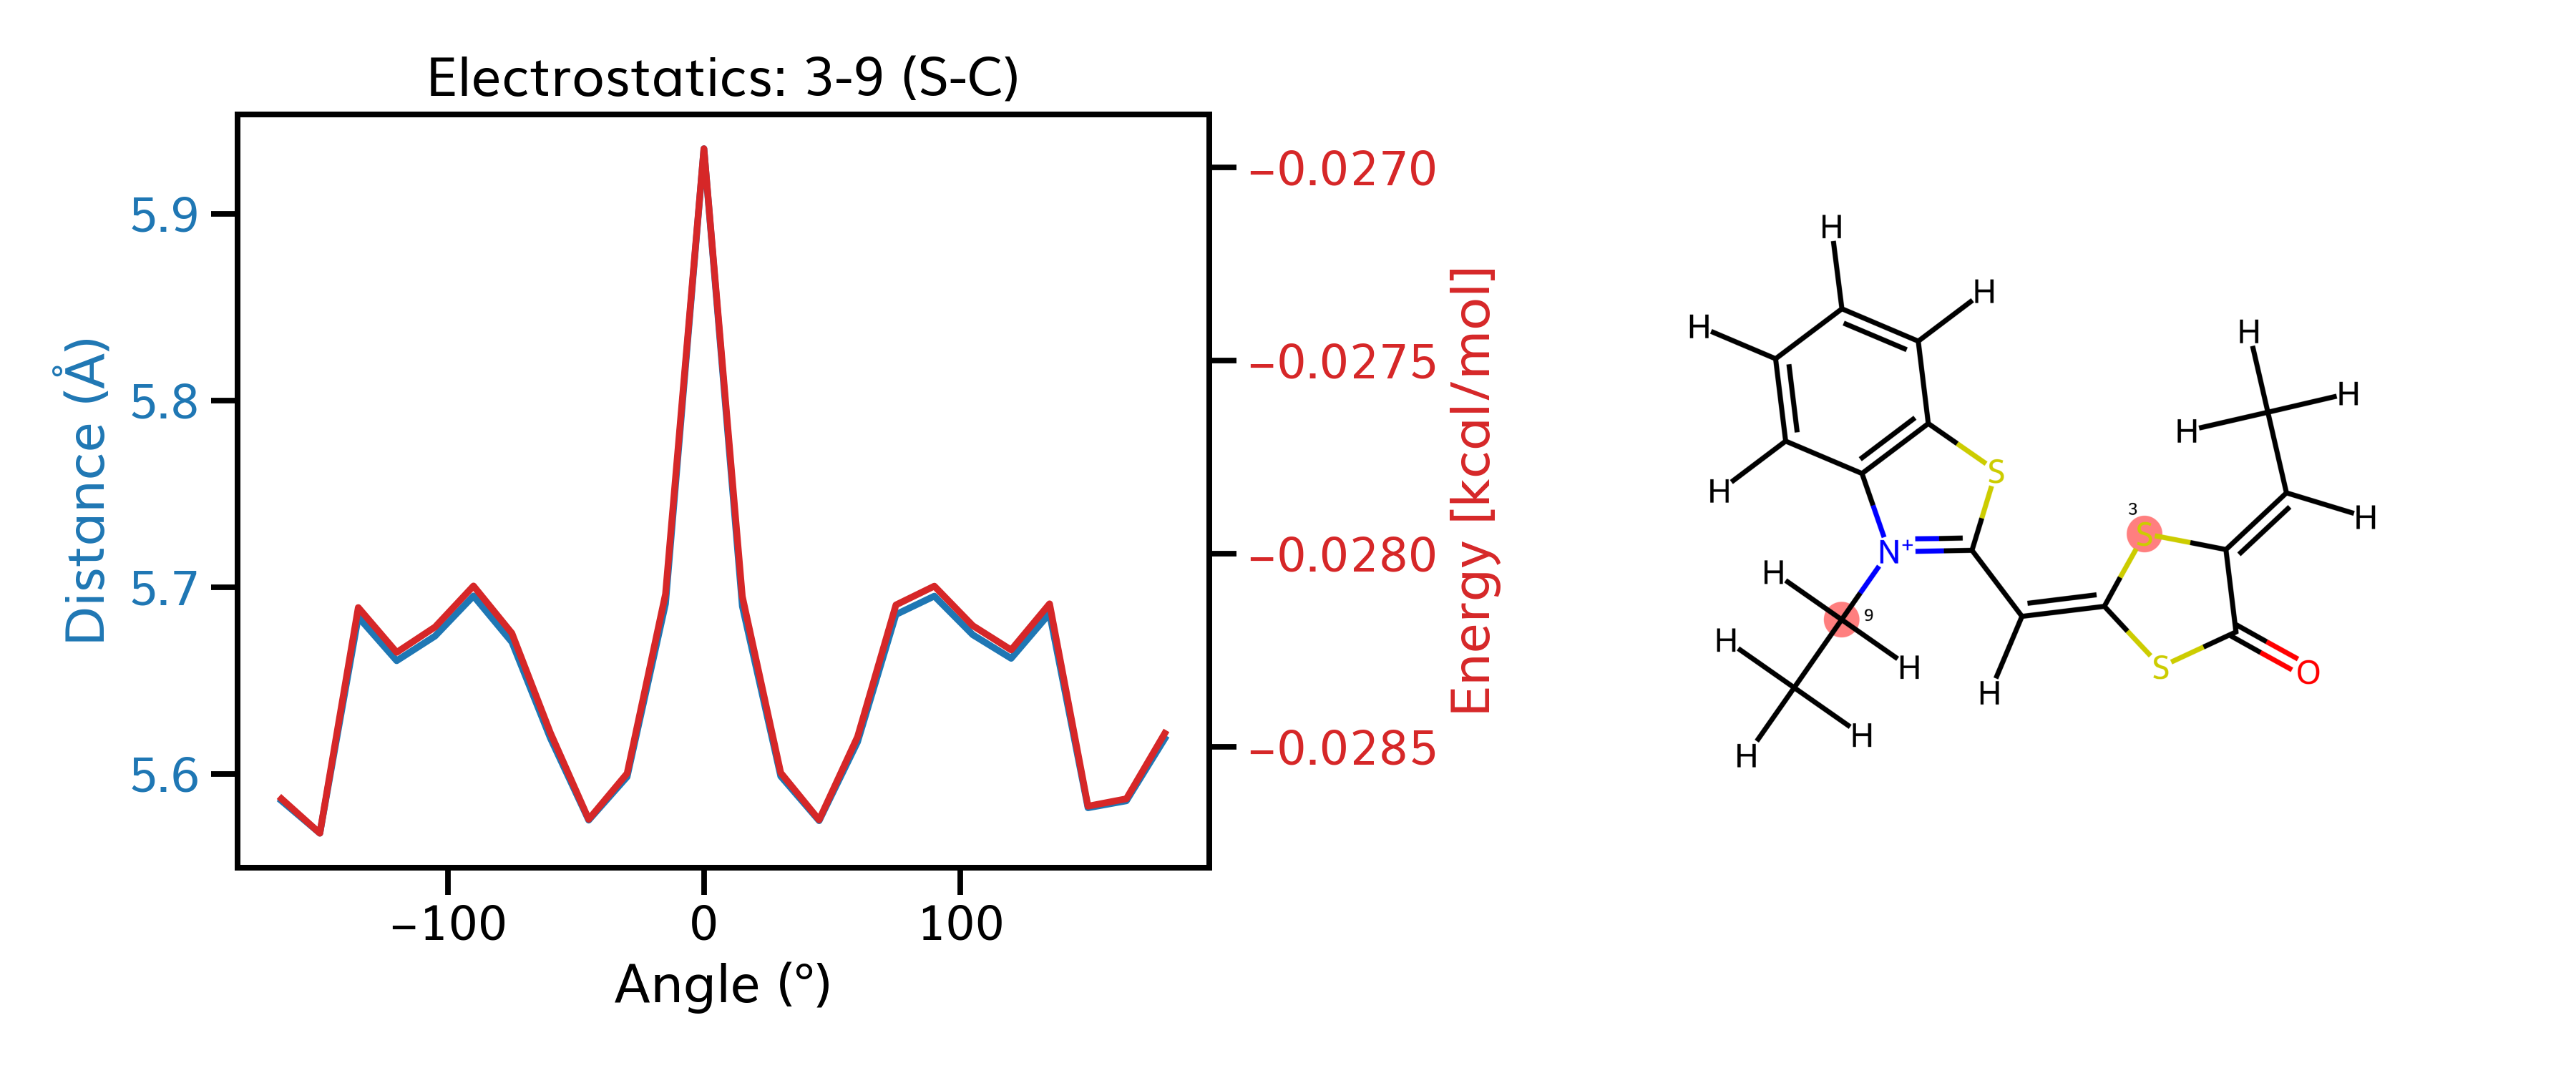 Electrostatics: 3-9 (S-C)
Distance (Å)
5.9
5.8
5.7
5.6
−100
0
100
Angle (°)
−0.0270
−0.0275
−0.0280
−0.0285
Energy [kcal/mol]
H
H
H
H
H
H
H
S
H
3
S
H
N+
H
9
H
H
H
S
O
H
H